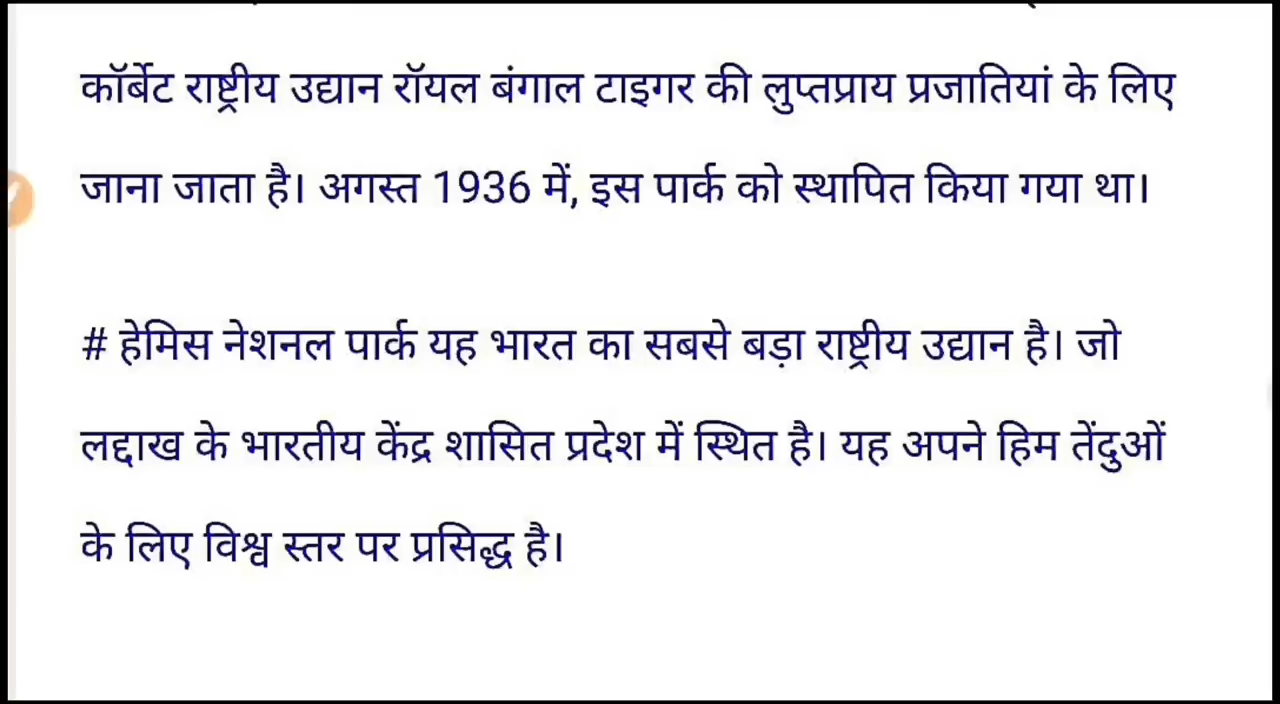 कॉर्बेट राष्ट्रीय उद्यान रॉयल बंगाल टाइगर की लुप्तप्राय प्रजातियां के लिए
जाना जाता है। अगस्त 1936 में, इस पार्क को स्थापित किया गया था।
# हेमिस नेशनल पार्क यह भारत का सबसे बड़ा राष्ट्रीय उद्यान है। जो
लद्दाख के भारतीय केंद्र शासित प्रदेश में स्थित है। यह अपने हिम तेंदुओं
के लिए विश्व स्तर पर प्रसिद्ध है।